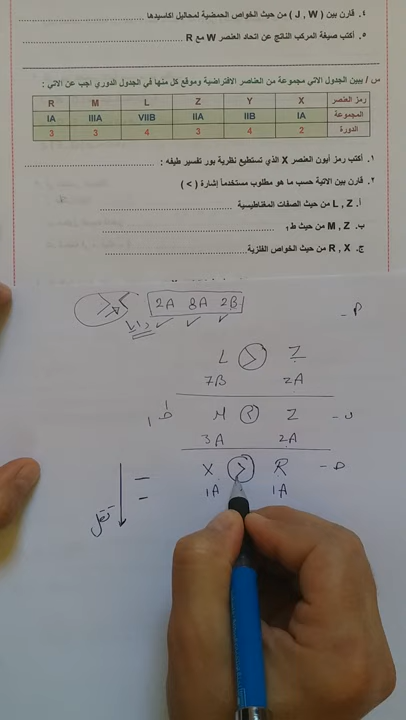 ٤. قارن بين ( J , W ) من حيث الخواص الحمضية لمحاليل اكاسيدها
٥. أكتب صيغة المركب الناتج عن اتحاد العنصر W مع R
س / يبين الجدول الاتي مجموعة من العناصر الافتراضية وموقع كل منها في الجدول الدوري اجب عن الاتي :
رمز العنصر X Y Z L M R
المجموعة IA IIB IIA VIIB IIIA IA
الدورة 2 4 3 4 3 3
١. أكتب رمز أيون العنصر X الذي تستطيع نظرية بور تفسير طيفه :
٢. قارن بين الاتية حسب ما هو مطلوب مستخدماً إشارة ( > )
أ. L , Z من حيث الصفات المغناطيسية
ب. M , Z من حيث ط١
ج. R , X من حيث الخواص الفلزية
2A 8A 2B
L > Z
7B 2A
M Z
3A 2A
X > R
1A 1A
تقل